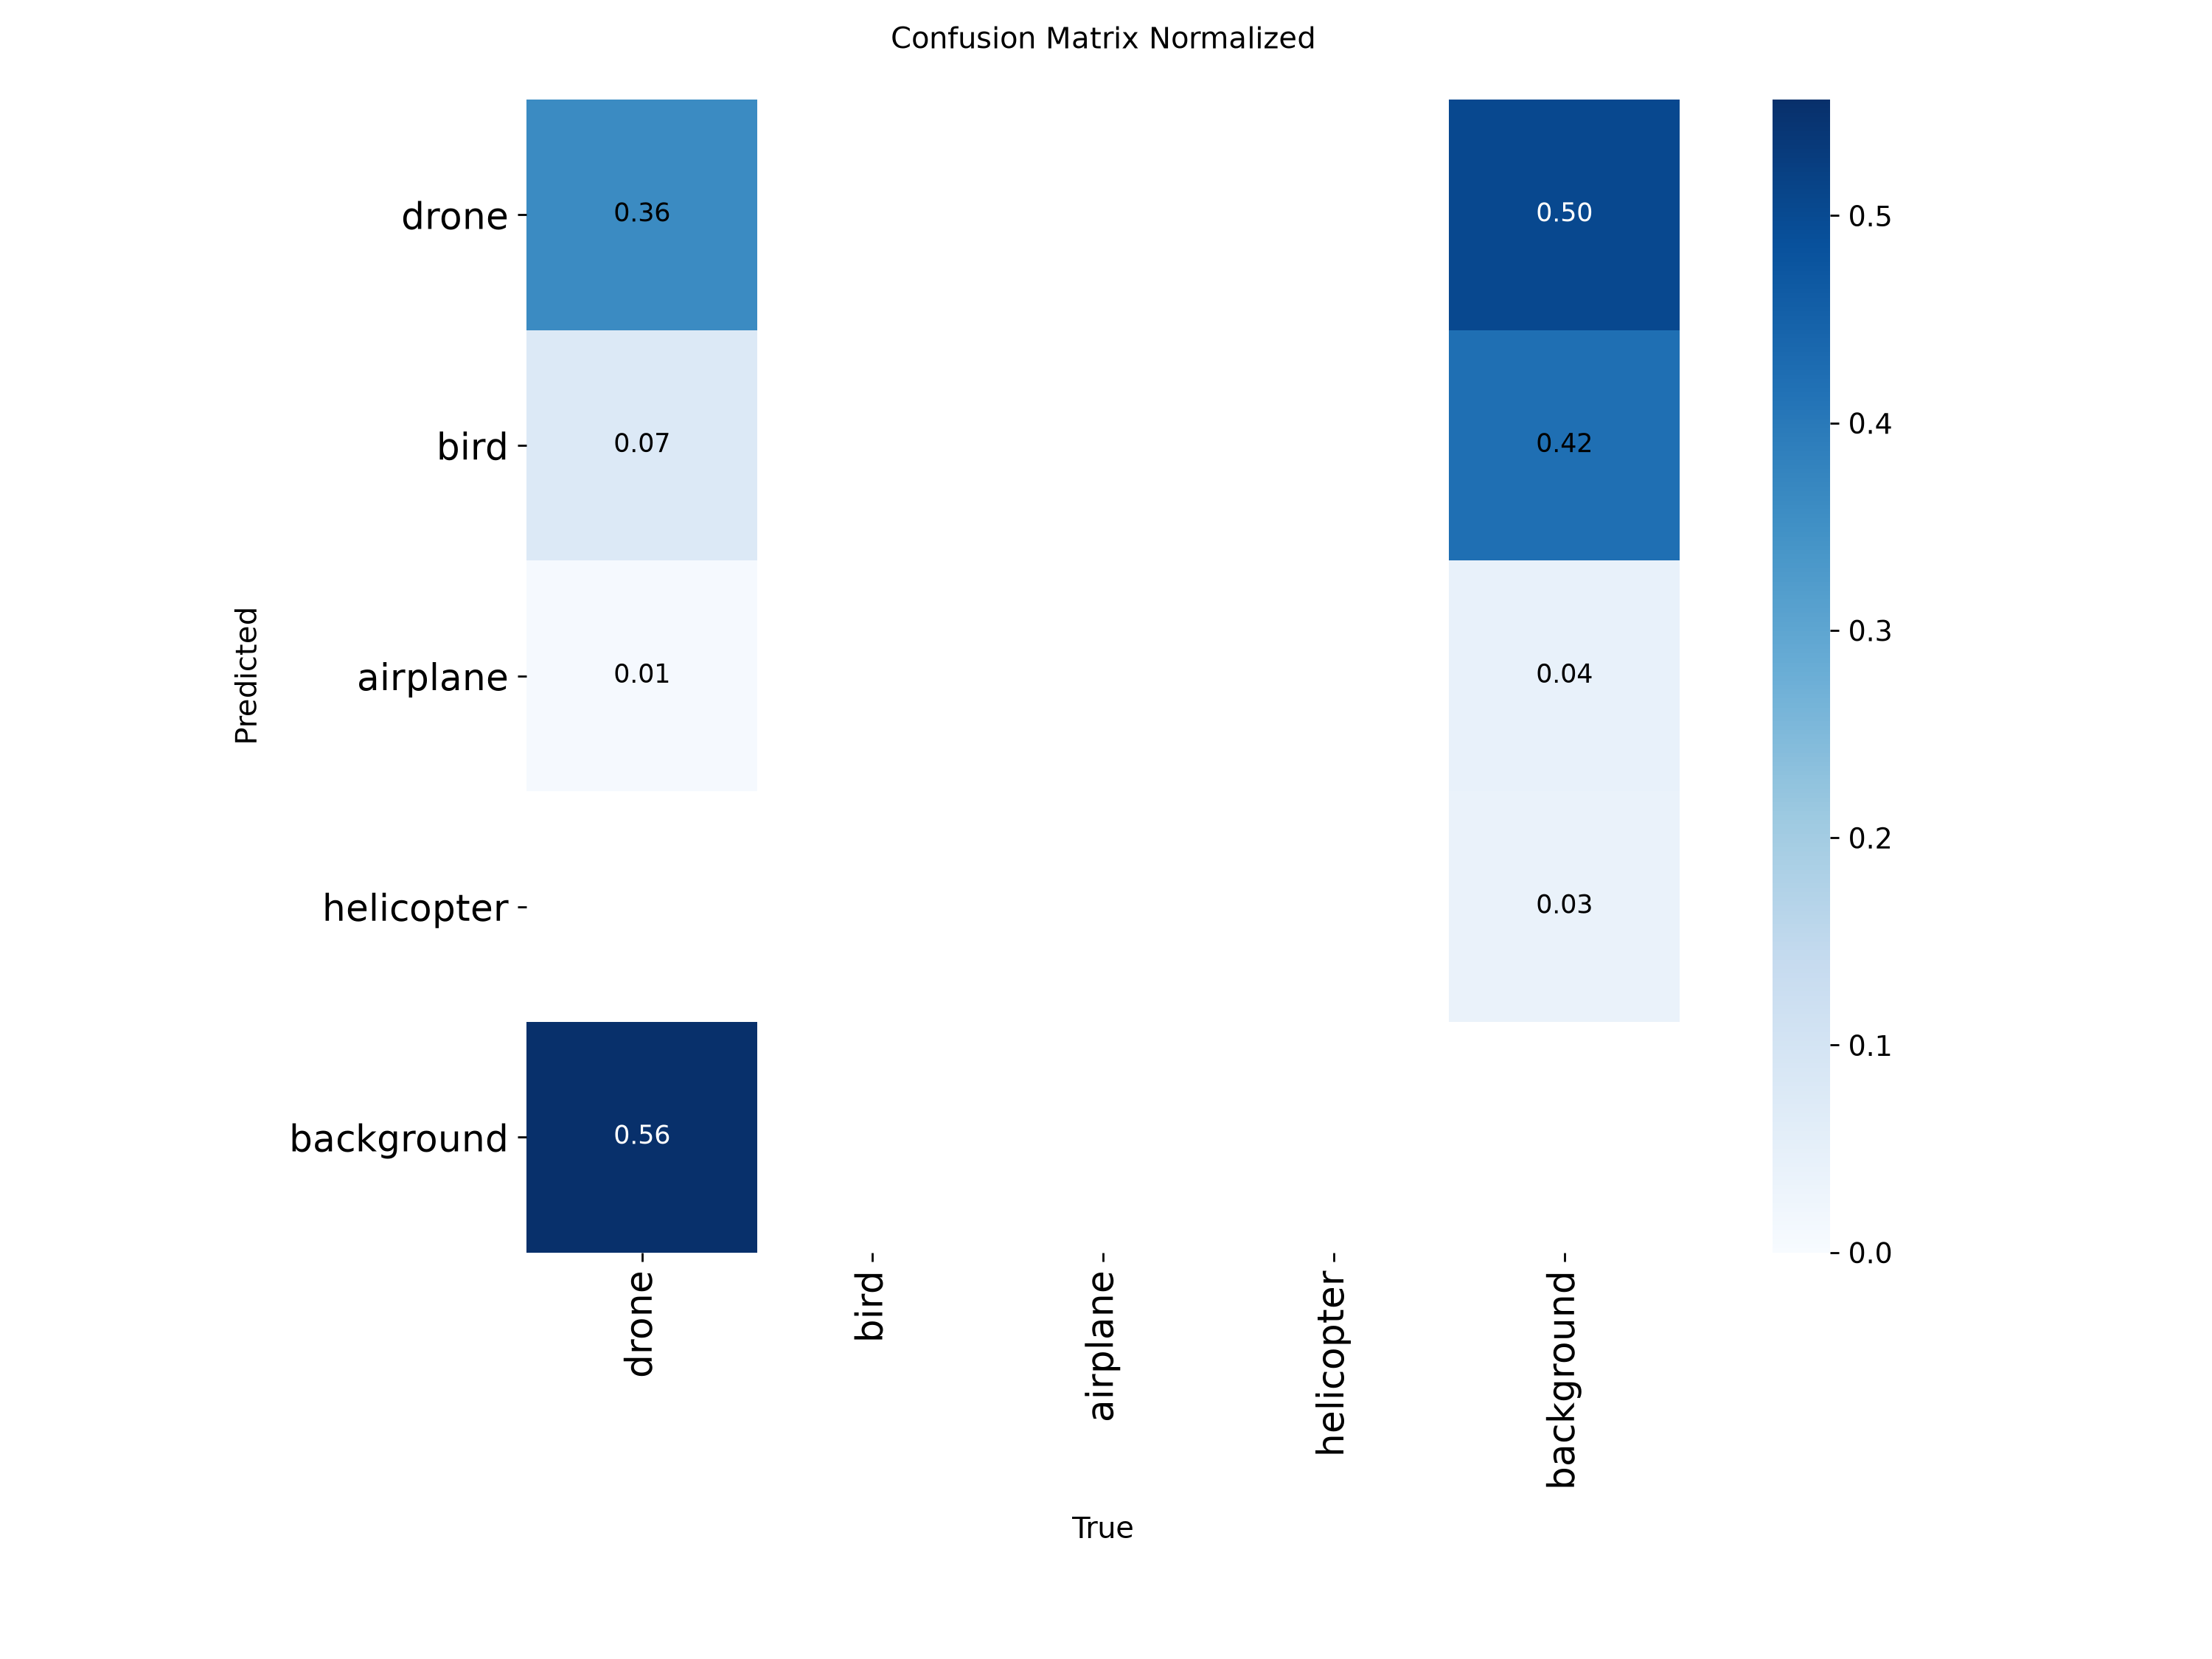 Confusion Matrix Normalized
drone
0.36
0.50
bird
0.07
0.42
airplane
0.01
0.04
helicopter
0.03
background
0.56
Predicted
drone
bird
airplane
helicopter
background
True
0.5
0.4
0.3
0.2
0.1
0.0